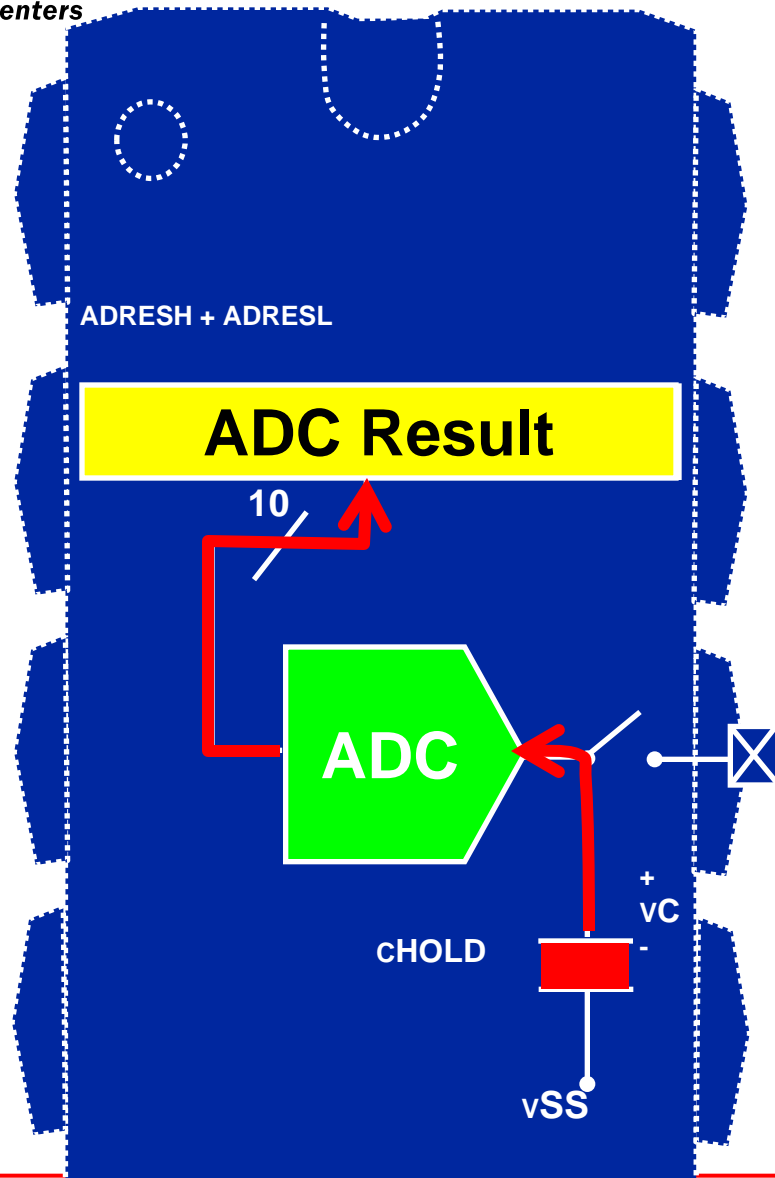 enters
ADRESH + ADRESL
ADC Result
10
ADC
+
VC
-
CHOLD
VSS